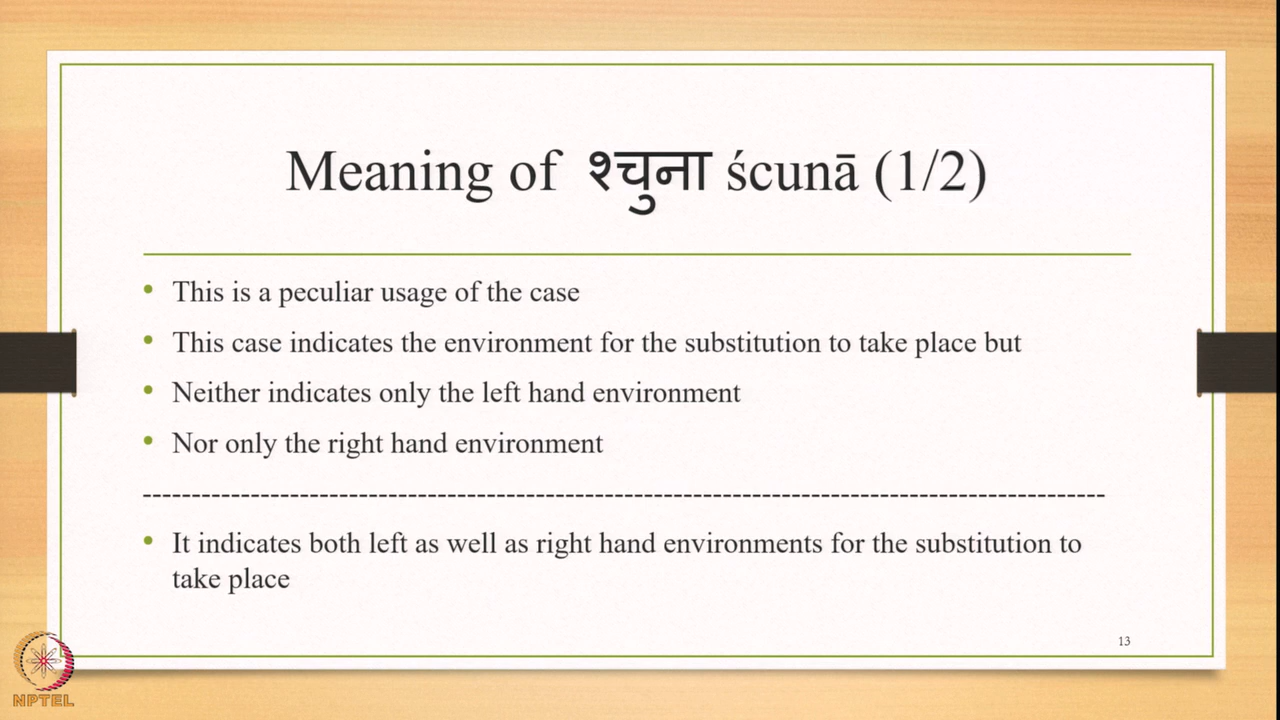 Meaning of श्चुना ścunā (1/2)
• This is a peculiar usage of the case
• This case indicates the environment for the substitution to take place but
• Neither indicates only the left hand environment
• Nor only the right hand environment
----------------------------------------------------------------------------------------------------
• It indicates both left as well as right hand environments for the substitution to
take place
13
NPTEL